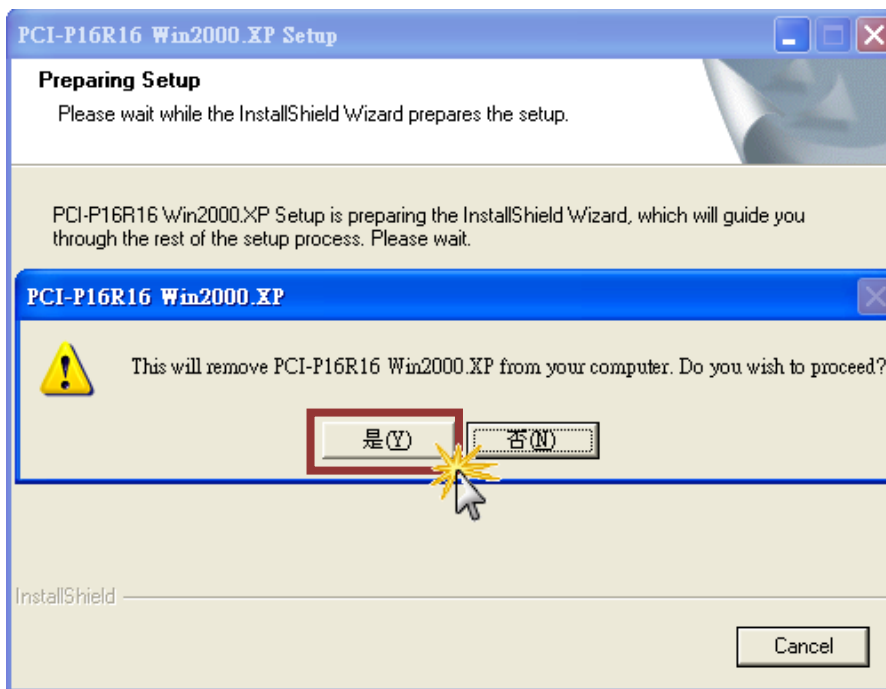 PCI-P16R16 Win2000.XP Setup
Preparing Setup
Please wait while the InstallShield Wizard prepares the setup.
PCI-P16R16 Win2000.XP Setup is preparing the InstallShield Wizard, which will guide you
through the rest of the setup process. Please wait.
PCI-P16R16 Win2000.XP
This will remove PCI-P16R16 Win2000.XP from your computer. Do you wish to proceed?
是(Y) 否(N)
InstallShield
Cancel